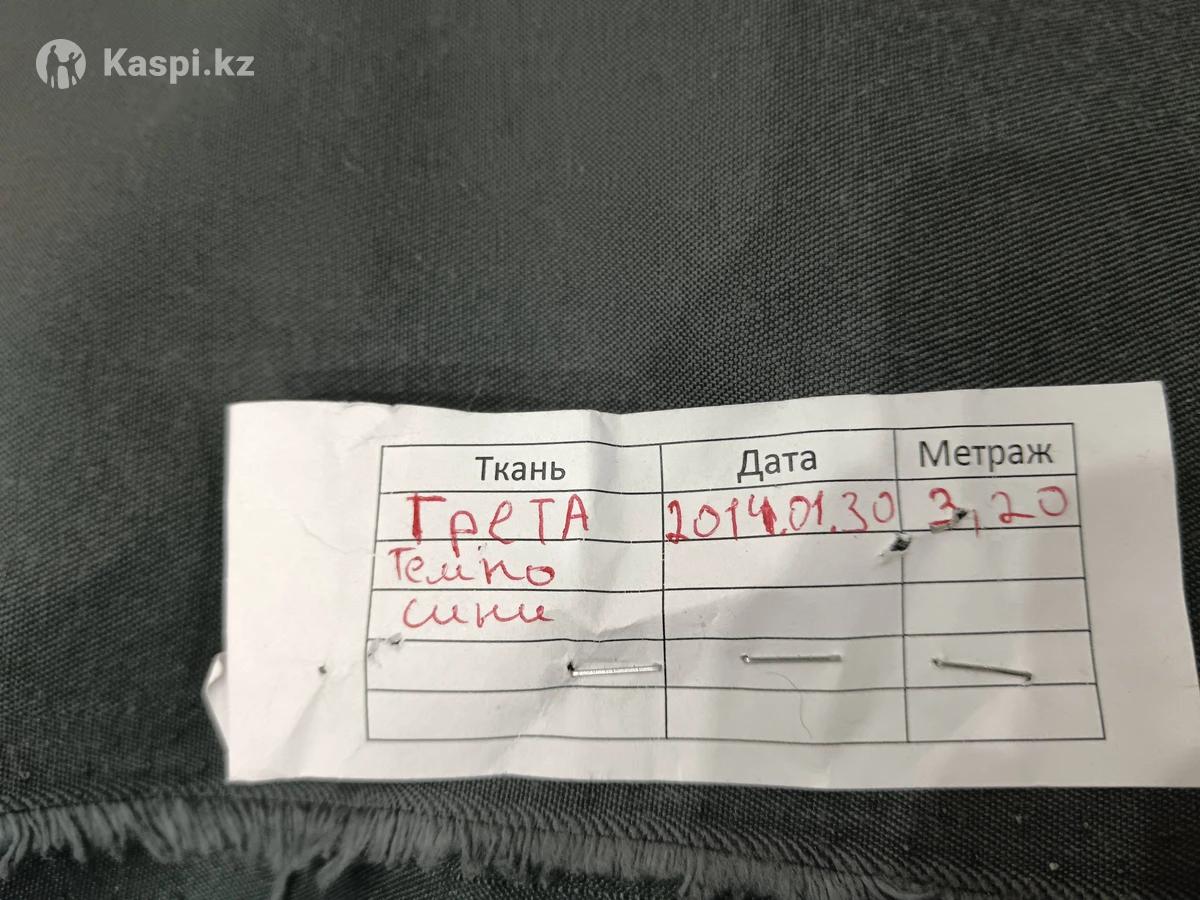 Kaspi.kz
Ткань Дата Метраж
Грета 2014.01.30 3,20
Темно
сини